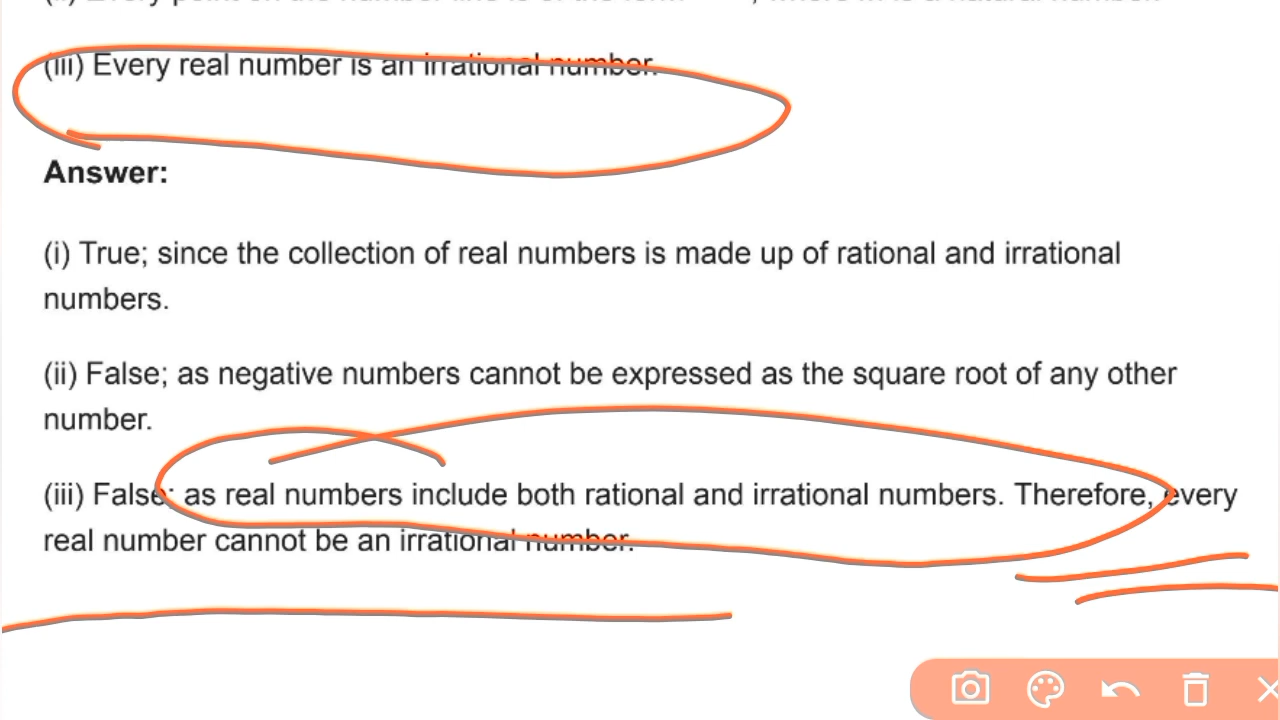 (iii) Every real number is an irrational number.
Answer:
(i) True; since the collection of real numbers is made up of rational and irrational
numbers.
(ii) False; as negative numbers cannot be expressed as the square root of any other
number.
(iii) False; as real numbers include both rational and irrational numbers. Therefore, every
real number cannot be an irrational number.